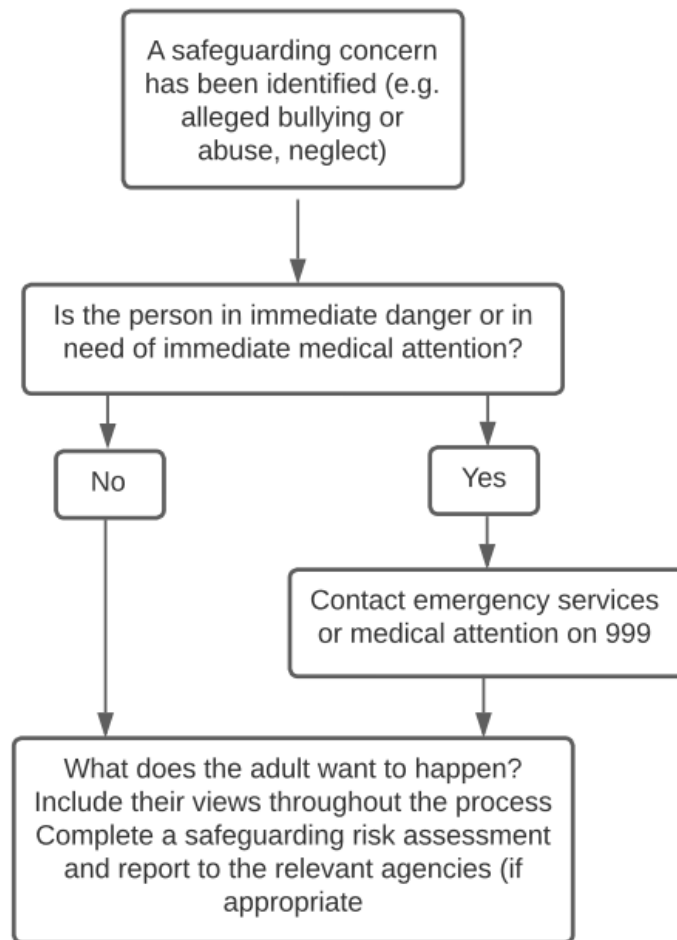 A safeguarding concern
has been identified (e.g.
alleged bullying or
abuse, neglect)
Is the person in immediate danger or in
need of immediate medical attention?
No
Yes
Contact emergency services
or medical attention on 999
What does the adult want to happen?
Include their views throughout the process
Complete a safeguarding risk assessment
and report to the relevant agencies (if
appropriate